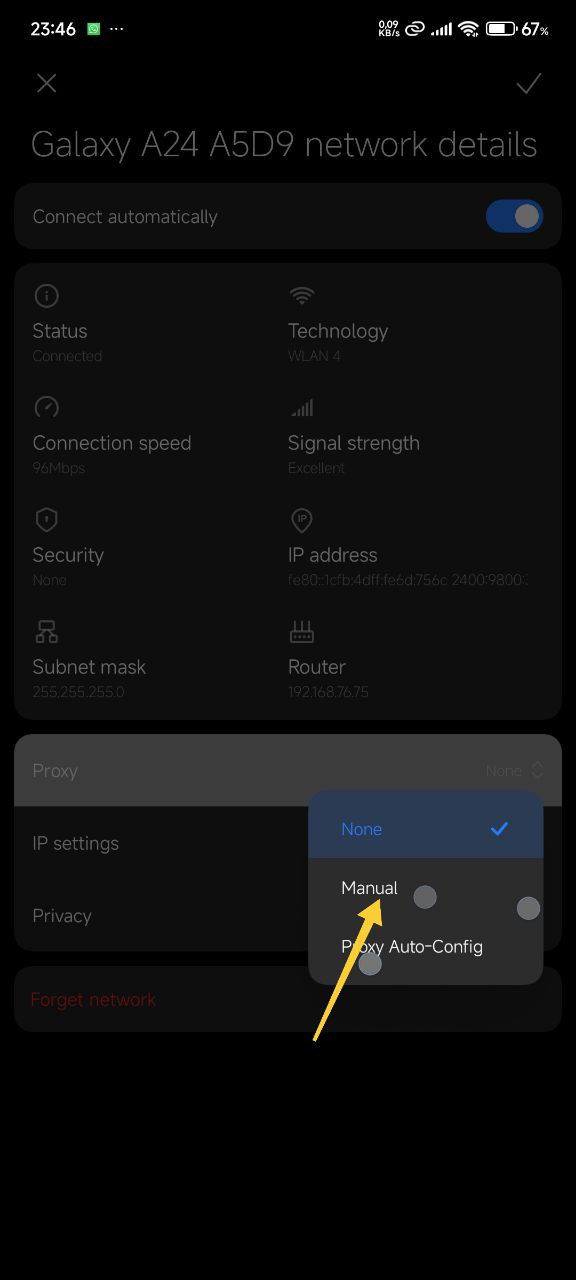 23:46 ...
0,09 KB/s 67%
Galaxy A24 A5D9 network details
Connect automatically
Status Technology
Connected WLAN 4
Connection speed Signal strength
96Mbps Excellent
IP
Security IP address
None fe80::1cfb:4dff:fe6d:756c 2400:9800:
Subnet mask Router
255.255.255.0 192.168.76.75
Proxy None
None
IP settings
Manual
Privacy
Proxy Auto-Config
Forget network